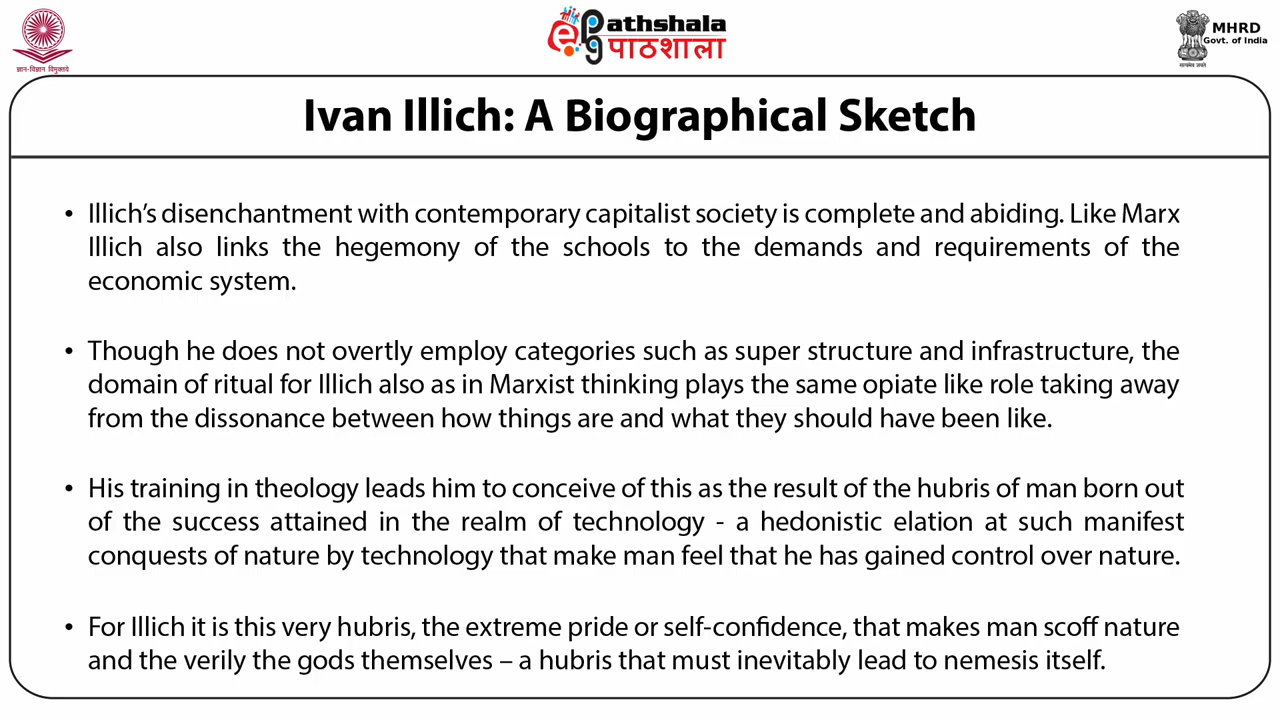 ज्ञान-विज्ञान विमुक्तये
ePathshala
पाठशाला
MHRD
Govt. of India
सत्यमेव जयते
Ivan Illich: A Biographical Sketch
• Illich’s disenchantment with contemporary capitalist society is complete and abiding. Like Marx
Illich also links the hegemony of the schools to the demands and requirements of the
economic system.
• Though he does not overtly employ categories such as super structure and infrastructure, the
domain of ritual for Illich also as in Marxist thinking plays the same opiate like role taking away
from the dissonance between how things are and what they should have been like.
• His training in theology leads him to conceive of this as the result of the hubris of man born out
of the success attained in the realm of technology - a hedonistic elation at such manifest
conquests of nature by technology that make man feel that he has gained control over nature.
• For Illich it is this very hubris, the extreme pride or self-confidence, that makes man scoff nature
and the verily the gods themselves – a hubris that must inevitably lead to nemesis itself.